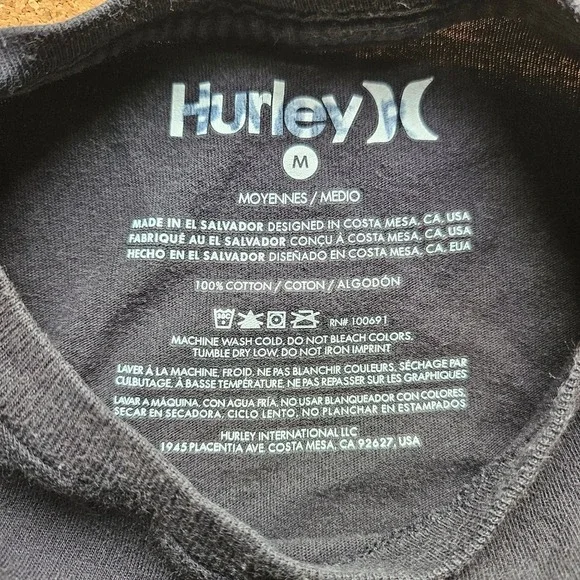 Hurley
M
MOYENNES / MEDIO
MADE IN EL SALVADOR DESIGNED IN COSTA MESA, CA, USA
FABRIQUÉ AU EL SALVADOR CONÇU À COSTA MESA, CA, USA
HECHO EN EL SALVADOR DISEÑADO EN COSTA MESA, CA, EUA
100% COTTON / COTON / ALGODÓN
RN# 100691
MACHINE WASH COLD. DO NOT BLEACH COLORS.
TUMBLE DRY LOW. DO NOT IRON IMPRINT
LAVER À LA MACHINE, FROID. NE PAS BLANCHIR COULEURS, SÉCHAGE PAR
CULBUTAGE, À BASSE TEMPÉRATURE, NE PAS REPASSER SUR LES GRAPHIQUES
LAVAR A MÁQUINA, CON AGUA FRÍA. NO USAR BLANQUEADOR CON COLORES,
SECAR EN SECADORA, CICLO LENTO, NO PLANCHAR EN ESTAMPADOS
HURLEY INTERNATIONAL LLC
1945 PLACENTIA AVE. COSTA MESA, CA 92627, USA